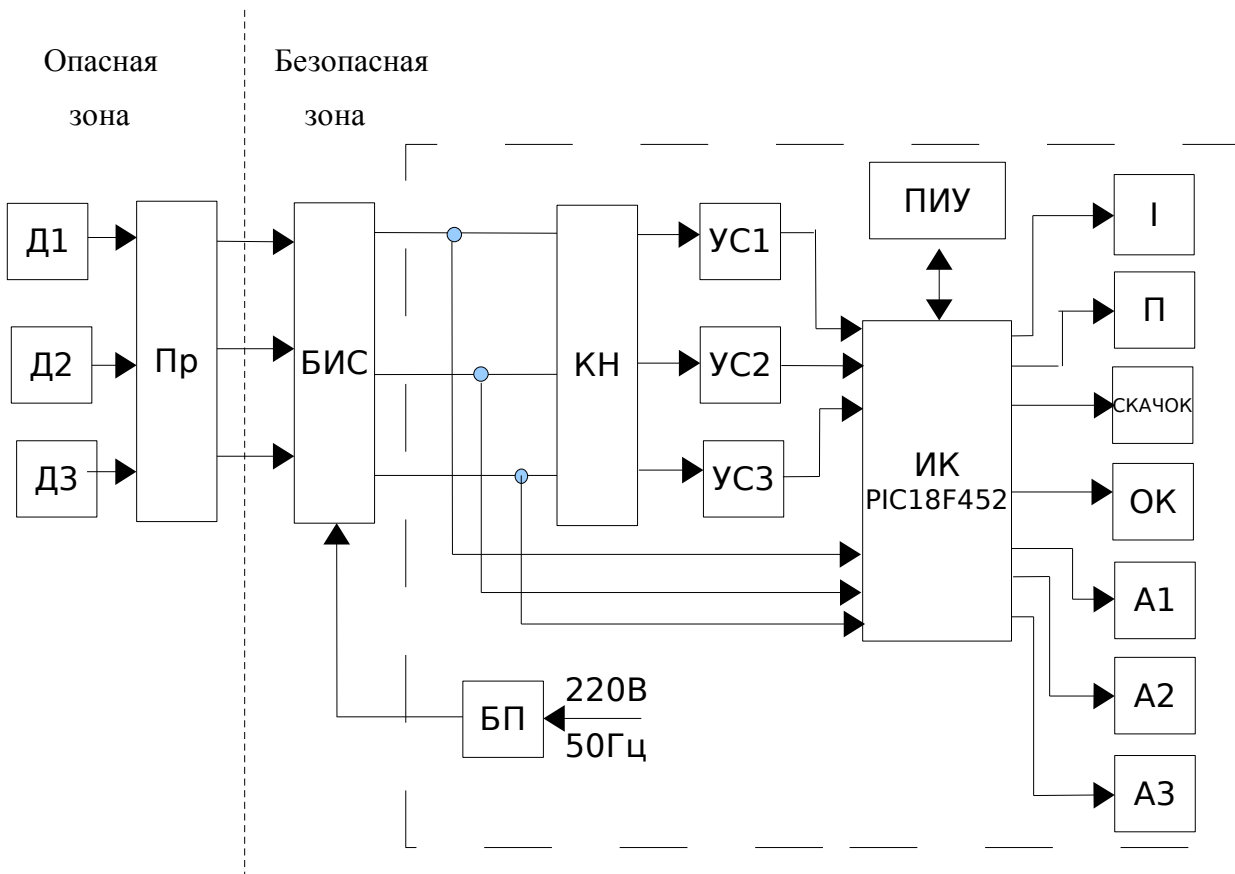 Опасная
зона
Безопасная
зона
Д1
Д2
Д3
Пр
БИС
КН
УС1
УС2
УС3
ПИУ
ИК
PIC18F452
I
П
СКАЧОК
ОК
А1
А2
А3
БП
220В
50Гц